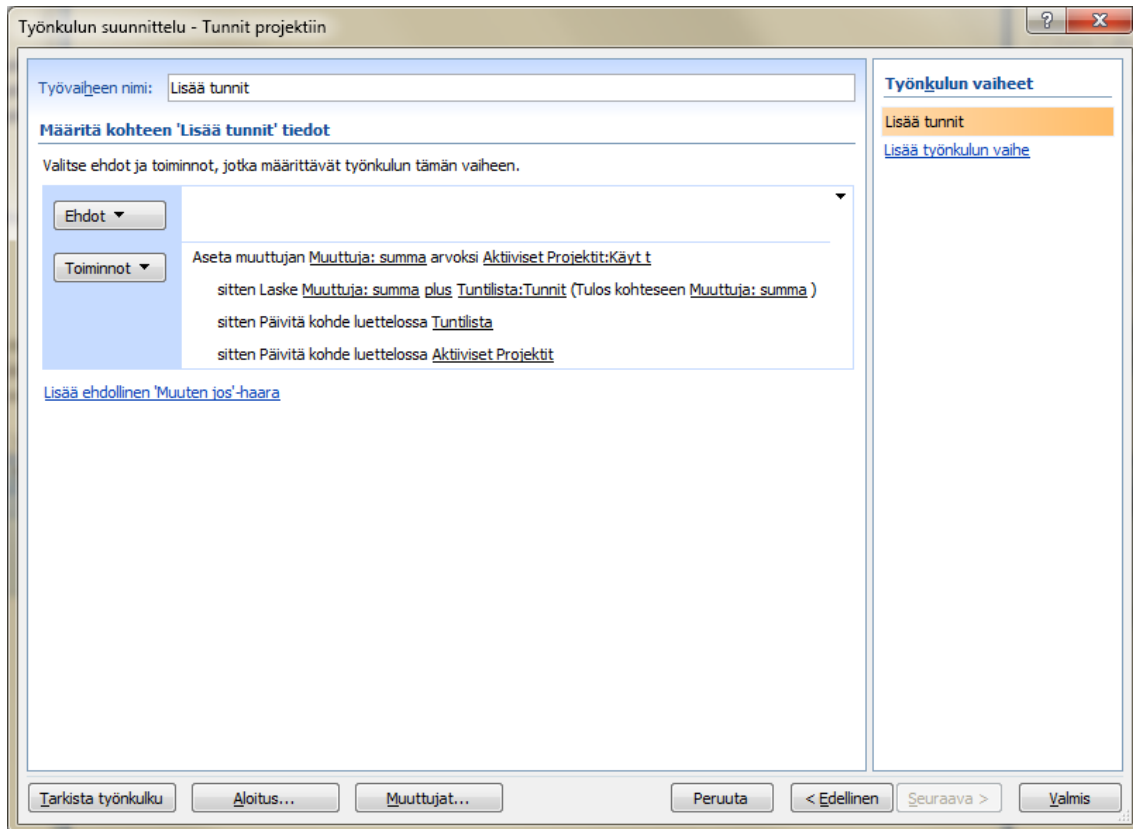 Työnkulun suunnittelu - Tunnit projektiin
?
X
Työvaiheen nimi: Lisää tunnit
Määritä kohteen 'Lisää tunnit' tiedot
Valitse ehdot ja toiminnot, jotka määrittävät työnkulun tämän vaiheen.
Ehdot
Toiminnot
Aseta muuttujan Muuttuja: summa arvoksi Aktiiviset Projektit:Käyt t
sitten Laske Muuttuja: summa plus Tuntilista:Tunnit (Tulos kohteseen Muuttuja: summa )
sitten Päivitä kohde luettelossa Tuntilista
sitten Päivitä kohde luettelossa Aktiiviset Projektit
Lisää ehdollinen 'Muuten jos'-haara
Työnkulun vaiheet
Lisää tunnit
Lisää työnkulun vaihe
Tarkista työnkulku
Aloitus...
Muuttujat...
Peruuta
< Edellinen
Seuraava >
Valmis